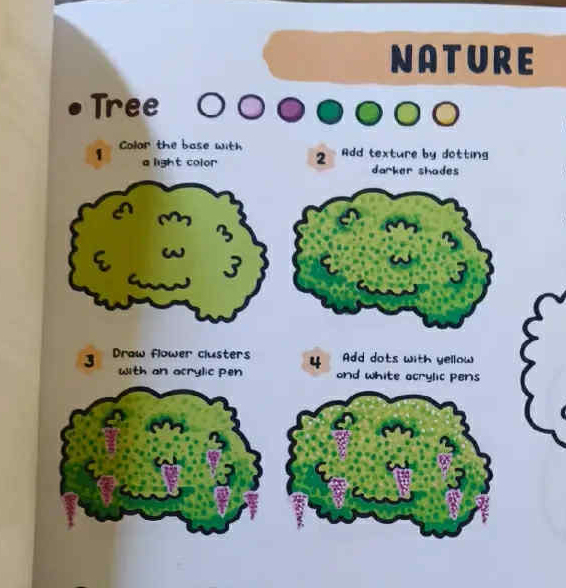 NATURE
• Tree
1 Color the base with
a light color
2 Add texture by dotting
darker shades
3 Draw flower clusters
with an acrylic pen
4 Add dots with yellow
and white acrylic pens